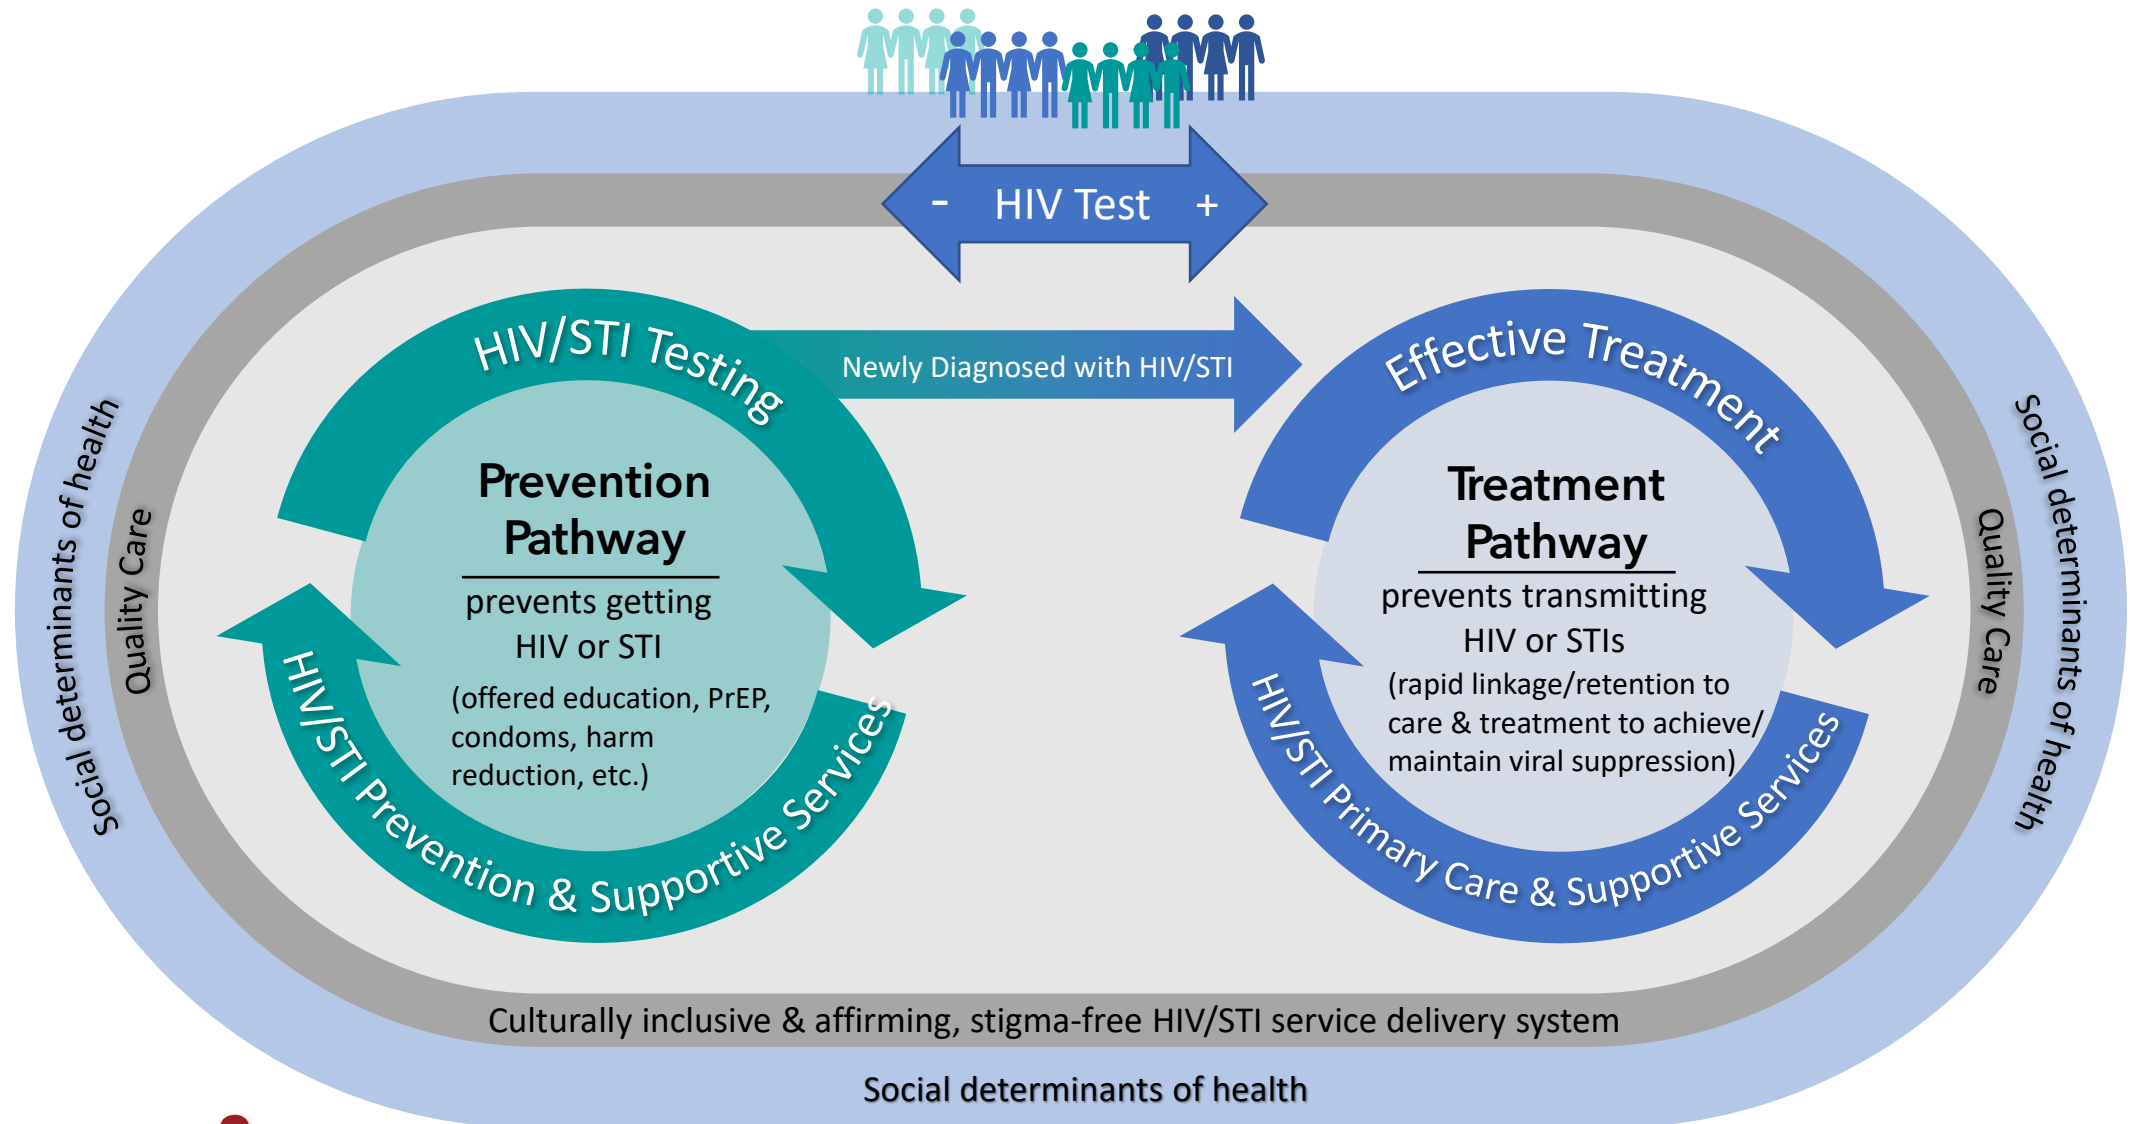 - HIV Test +
HIV/STI Testing
Newly Diagnosed with HIV/STI
Effective Treatment
Prevention
Pathway
prevents getting
HIV or STI
(offered education, PrEP,
condoms, harm
reduction, etc.)
HIV/STI Prevention & Supportive Services
Treatment
Pathway
prevents transmitting
HIV or STIs
(rapid linkage/retention to
care & treatment to achieve/
maintain viral suppression)
HIV/STI Primary Care & Supportive Services
Social determinants of health
Quality Care
Quality Care
Social determinants of health
Culturally inclusive & affirming, stigma-free HIV/STI service delivery system
Social determinants of health